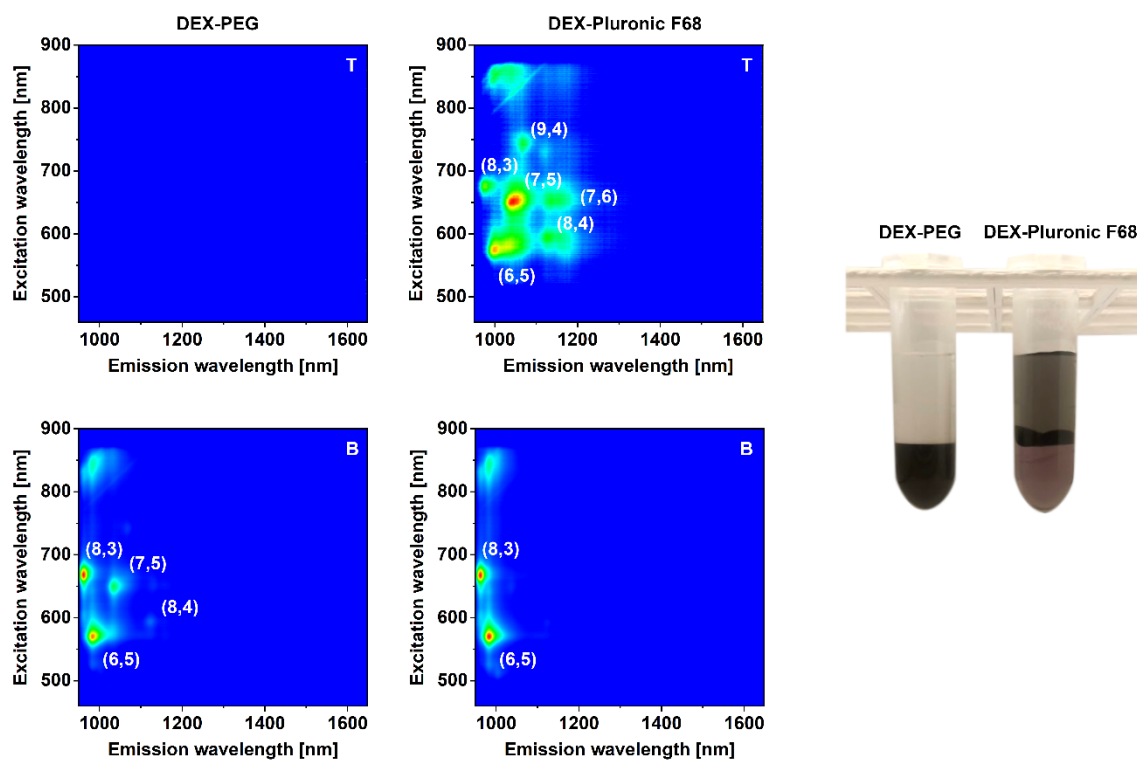 DEX-PEG
DEX-Pluronic F68
900
800
700
600
500
Excitation wavelength [nm]
T
1000 1200 1400 1600
Emission wavelength [nm]
900
800
700
600
500
Excitation wavelength [nm]
T
(9,4)
(8,3)
(7,5)
(7,6)
(8,4)
(6,5)
1000 1200 1400 1600
Emission wavelength [nm]
DEX-PEG DEX-Pluronic F68
900
800
700
600
500
Excitation wavelength [nm]
B
(8,3)
(7,5)
(8,4)
(6,5)
1000 1200 1400 1600
Emission wavelength [nm]
900
800
700
600
500
Excitation wavelength [nm]
B
(8,3)
(6,5)
1000 1200 1400 1600
Emission wavelength [nm]